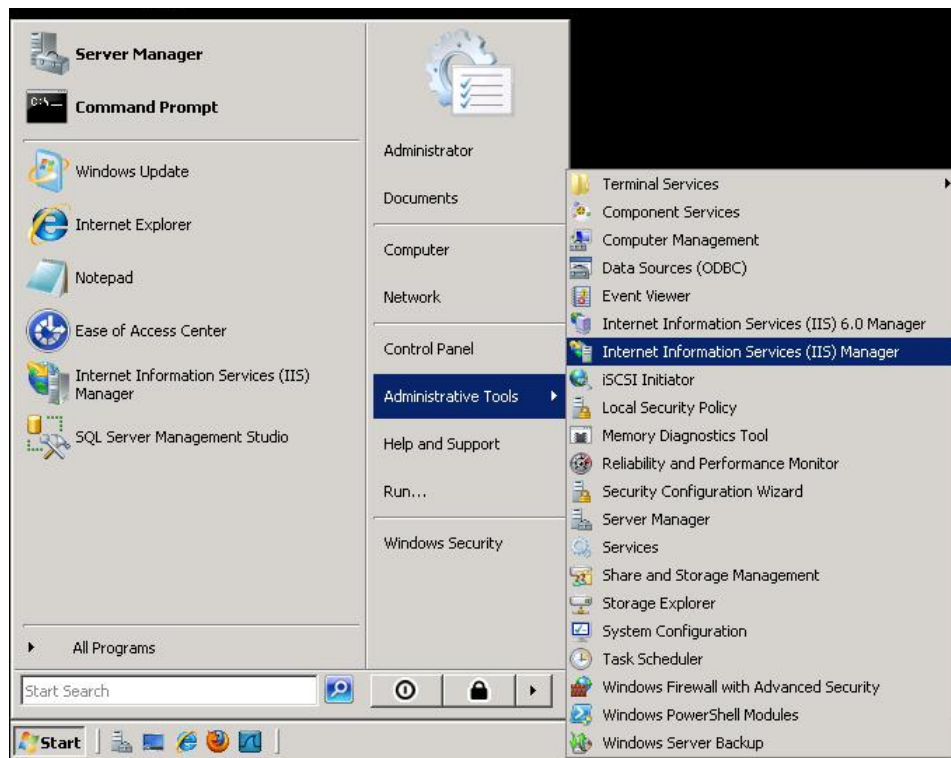 Server Manager
C:\
Command Prompt
Windows Update
Internet Explorer
Notepad
Ease of Access Center
Internet Information Services (IIS)
Manager
SQL Server Management Studio
All Programs
Start Search
Start
Administrator
Documents
Computer
Network
Control Panel
Administrative Tools
Help and Support
Run...
Windows Security
Terminal Services
Component Services
Computer Management
Data Sources (ODBC)
Event Viewer
Internet Information Services (IIS) 6.0 Manager
Internet Information Services (IIS) Manager
iSCSI Initiator
Local Security Policy
Memory Diagnostics Tool
Reliability and Performance Monitor
Security Configuration Wizard
Server Manager
Services
Share and Storage Management
Storage Explorer
System Configuration
Task Scheduler
Windows Firewall with Advanced Security
Windows PowerShell Modules
Windows Server Backup